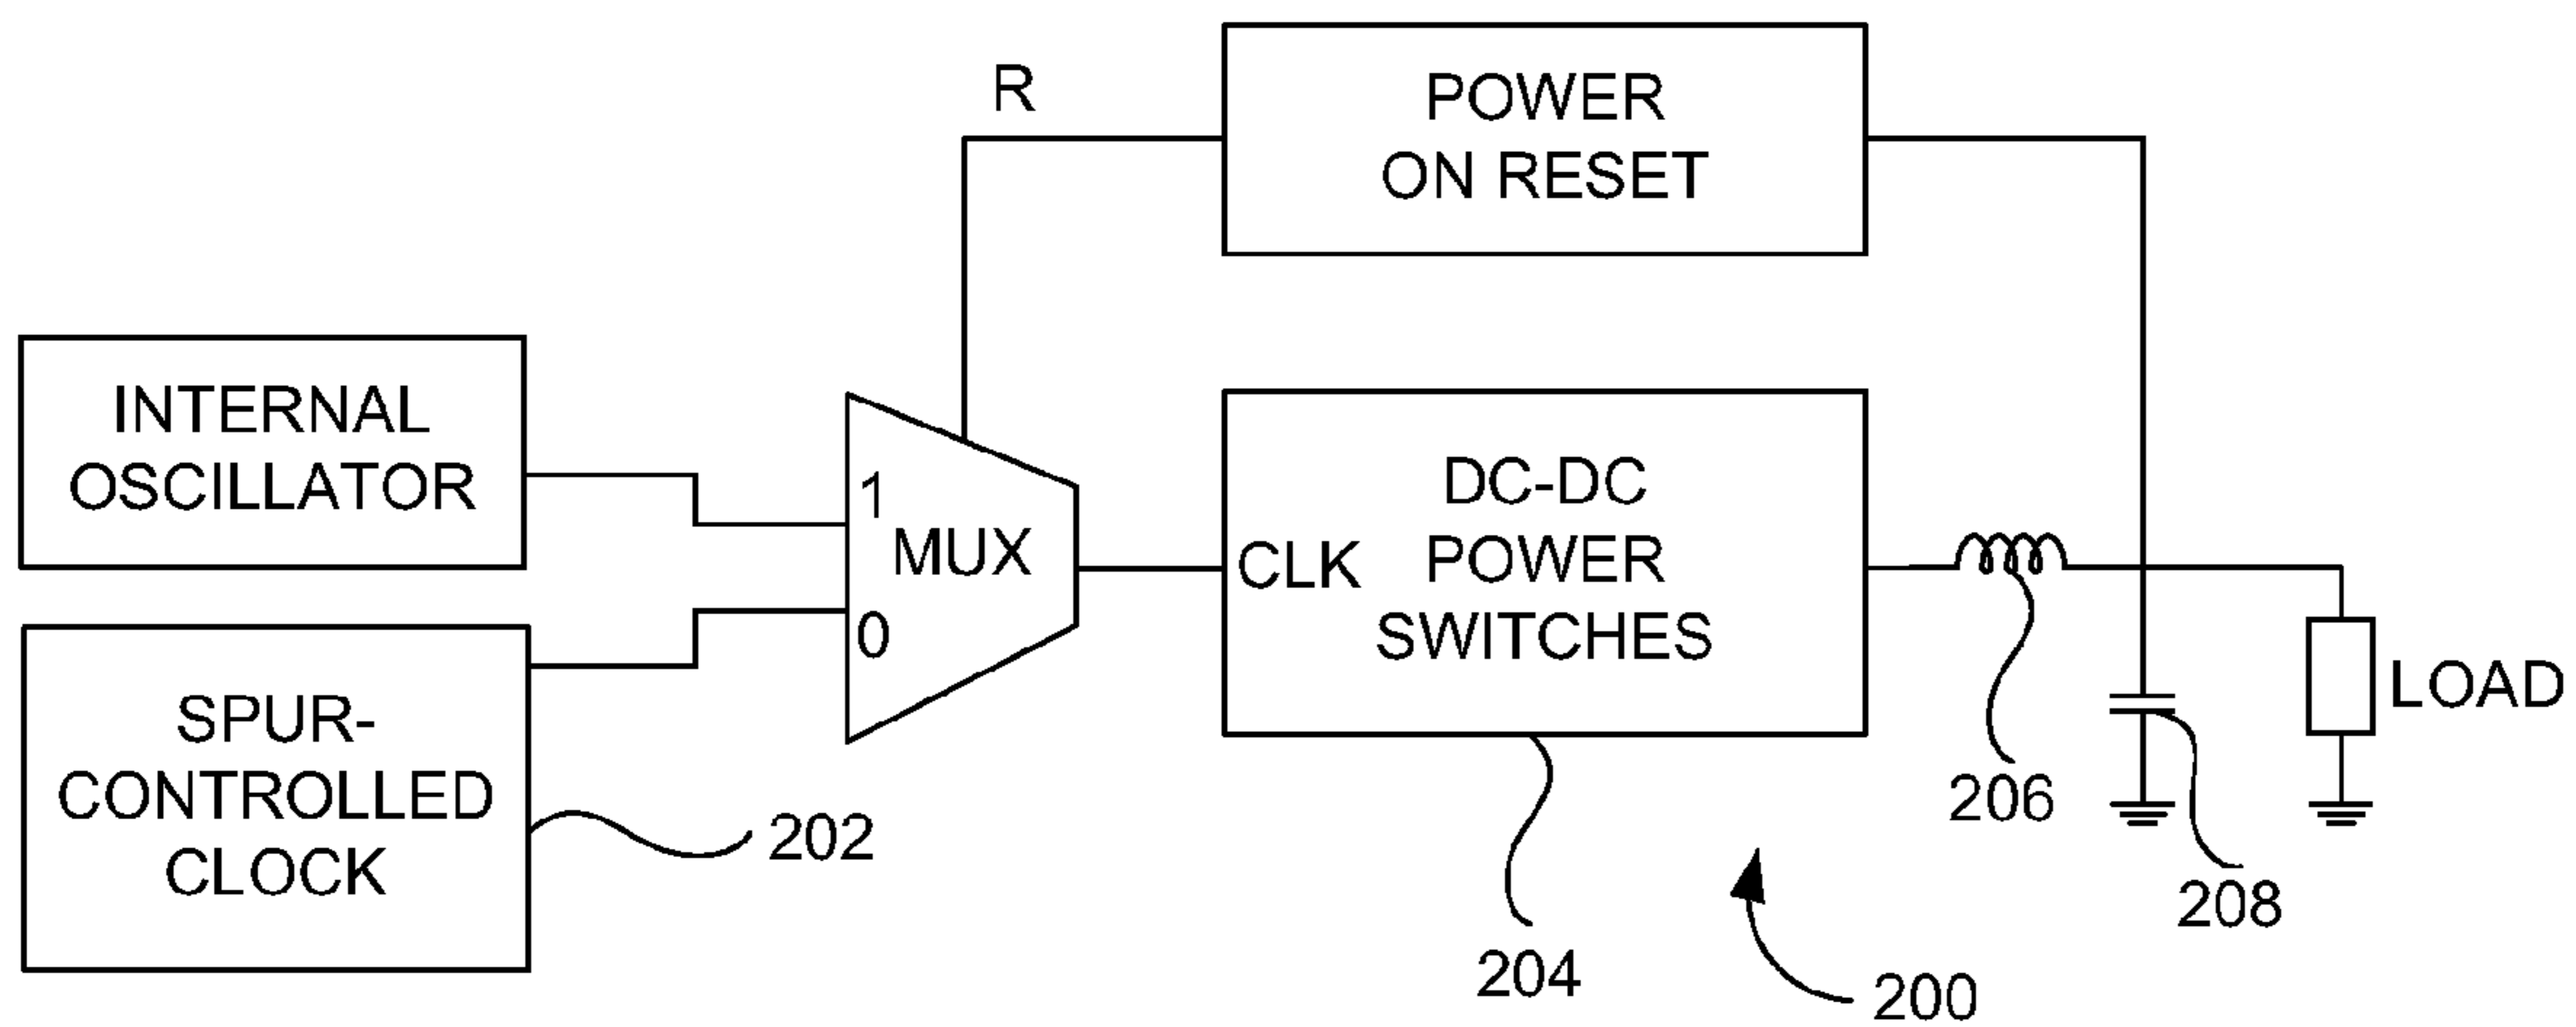 R
POWER
ON RESET
INTERNAL
OSCILLATOR
1
MUX
0
CLK
DC-DC
POWER
SWITCHES
LOAD
SPUR-
CONTROLLED
CLOCK
202
204
206
208
200